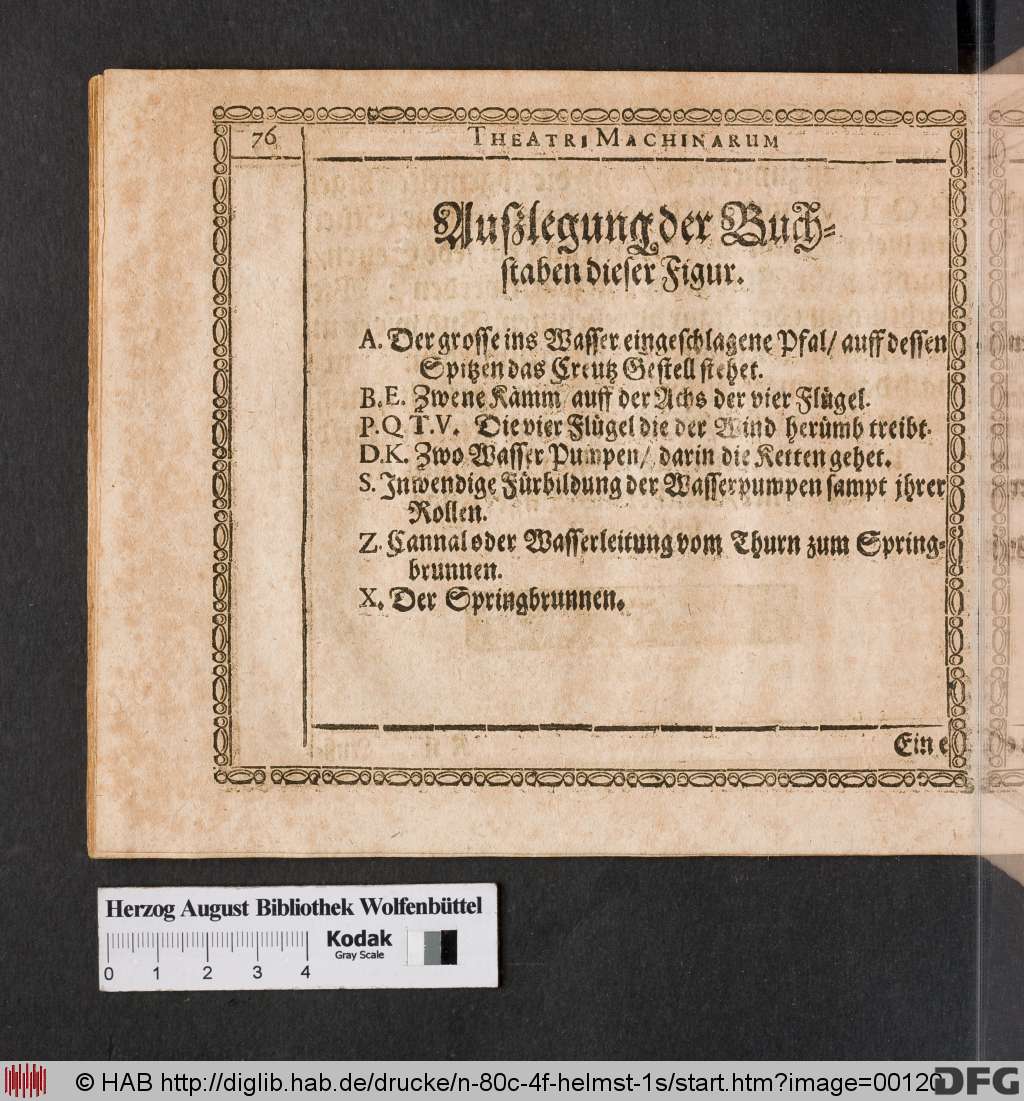 76
THEATRI MACHINARUM
Außlegung der Buch-
staben dieser Figur.
A. Der grosse ins Wasser eingeschlagene Pfal/ auff dessen
Spitzen das Creutz Gestell stehet.
B.E. Zwene Kämm/ auff der Achs der vier Flügel.
P.Q T.V. Die vier Flügel die der Wind herümb treibt.
D.K. Zwo Wasser Pumpen/ darin die Ketten gehet.
S. Inwendige Fürbildung der Wasserpumpen sampt jhrer
Rollen.
Z. Cannal oder Wasserleitung vom Thurn zum Spring-
brunnen.
X. Der Springbrunnen.
Ein e
Herzog August Bibliothek Wolfenbüttel
Kodak
Gray Scale
0 1 2 3 4
© HAB http://diglib.hab.de/drucke/n-80c-4f-helmst-1s/start.htm?image=00120
DFG